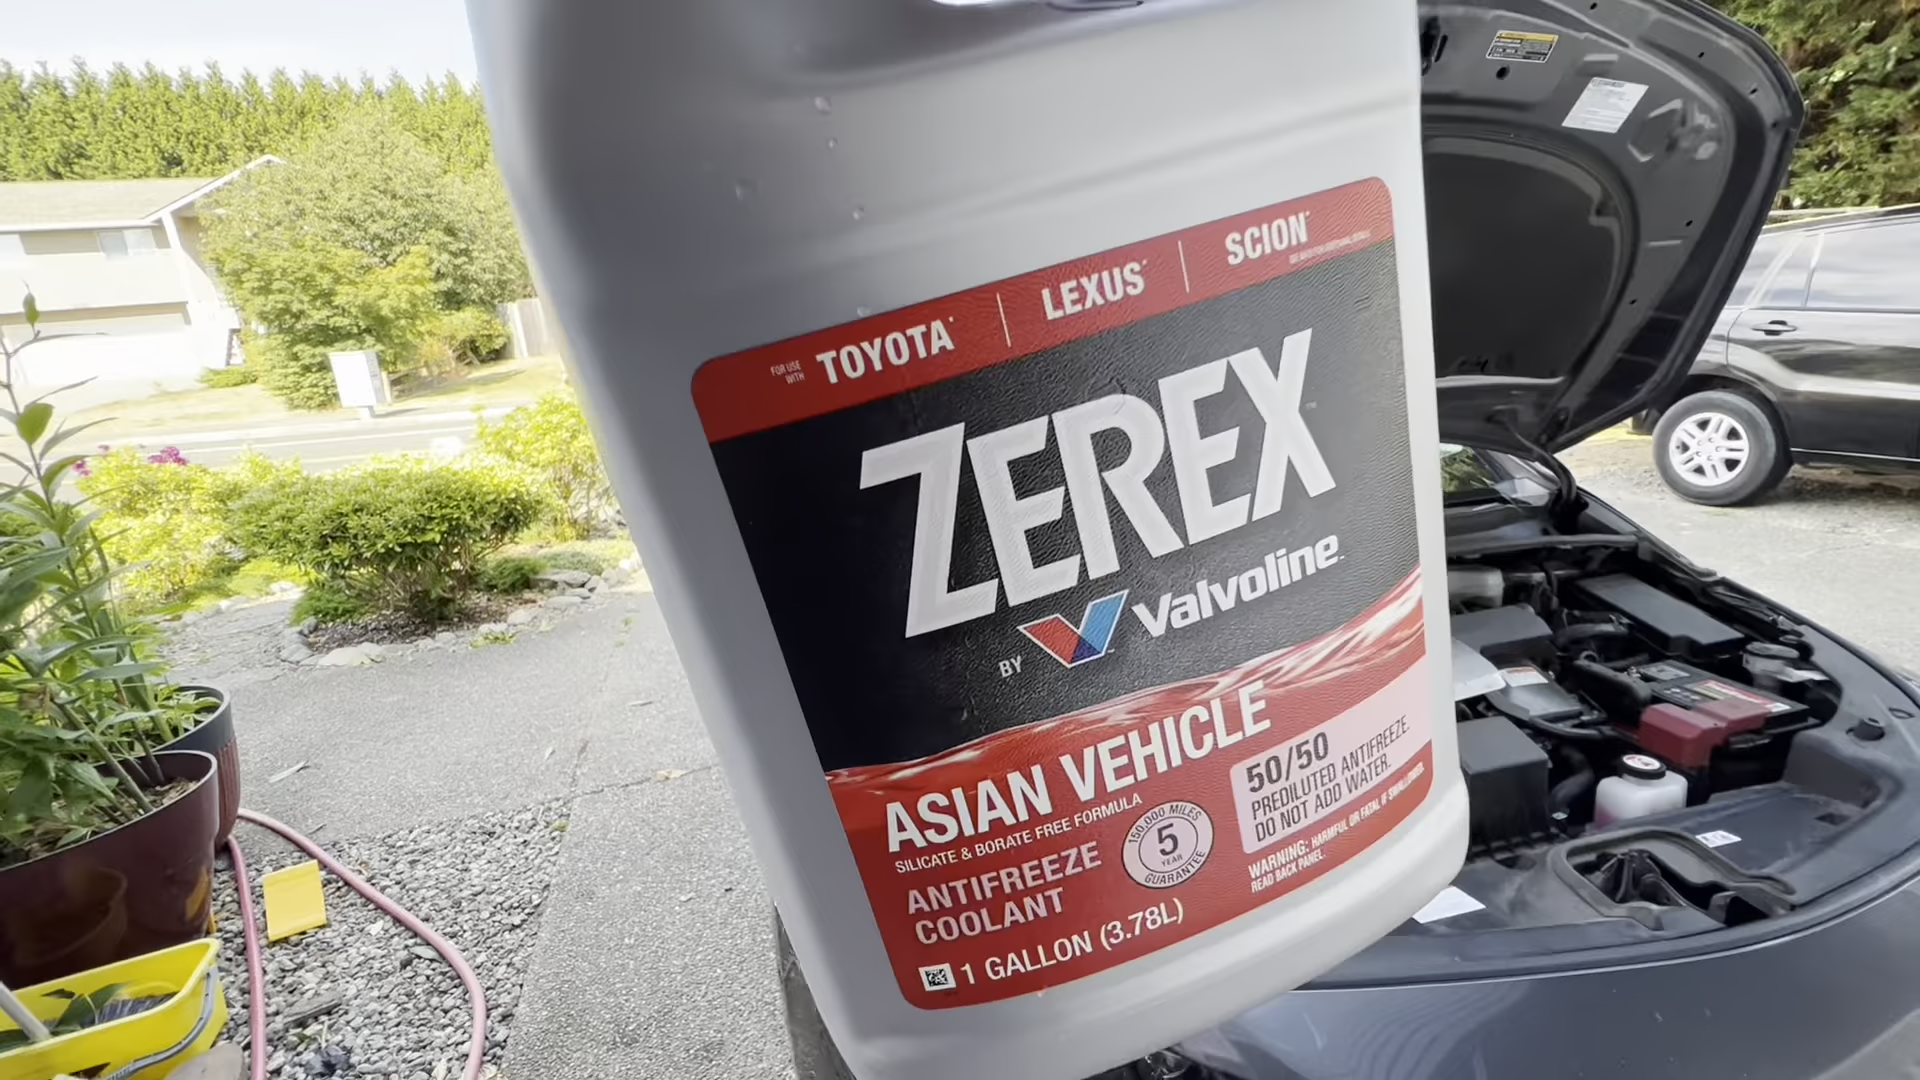 FOR USE WITH TOYOTA* | LEXUS* | SCION*
ZEREX™
BY Valvoline™
ASIAN VEHICLE
SILICATE & BORATE FREE FORMULA
ANTIFREEZE
COOLANT
150,000 MILES
5
YEAR
GUARANTEE
50/50
PREDILUTED ANTIFREEZE.
DO NOT ADD WATER.
WARNING: HARMFUL OR FATAL IF SWALLOWED.
READ BACK PANEL.
1 GALLON (3.78L)